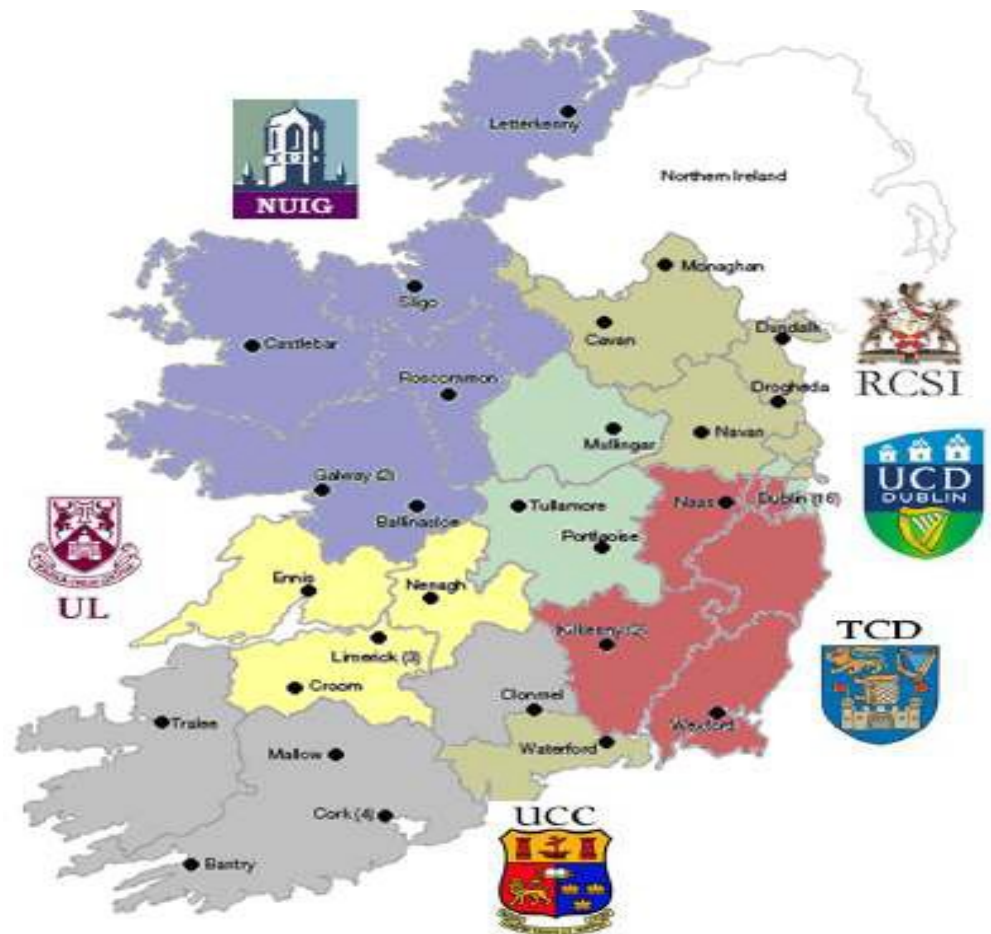 Letterkenny
Northern Ireland
NUIG
Monaghan
Sligo
Cavan
Dundalk
Castlebar
RCSI
Roscommon
Drogheda
Mullingar
Navan
UCD
DUBLIN
Galway (2)
Naas
Dublin (16)
Ballinasloe
Tullamore
Portlaoise
Ennis
Nenagh
UL
Kilkenny (2)
TCD
Limerick (3)
Croom
Clonmel
Wexford
Tralee
Waterford
Mallow
Cork (4)
UCC
Bantry